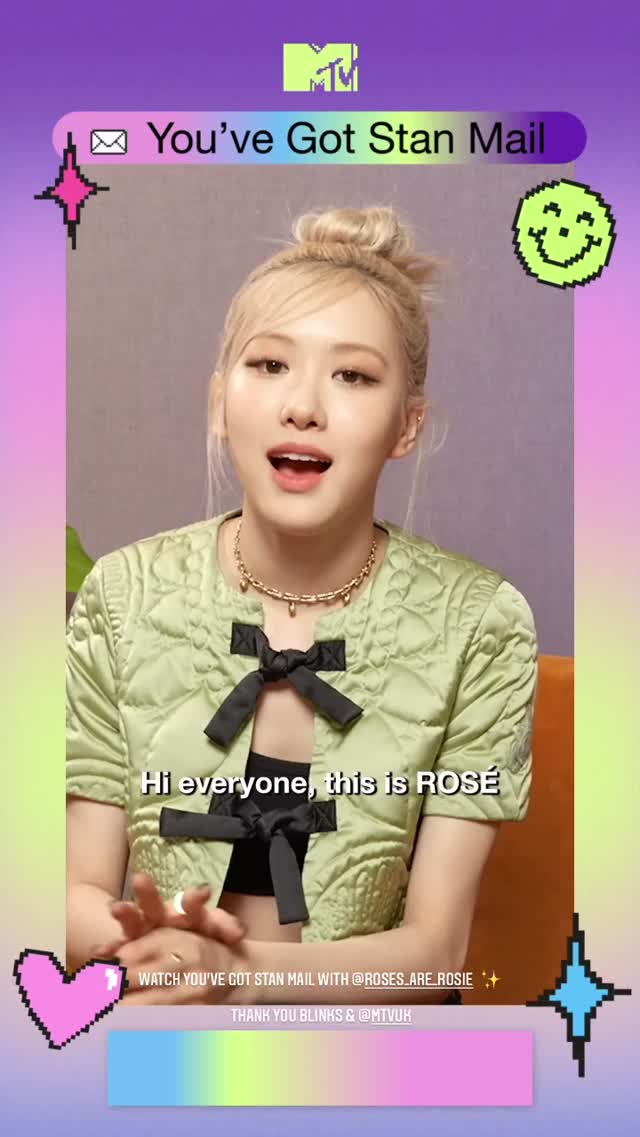 MTV
You've Got Stan Mail
Hi everyone, this is ROSÉ
WATCH YOU'VE GOT STAN MAIL WITH @ROSES_ARE_ROSIE ✨
THANK YOU BLINKS & @MTVUK